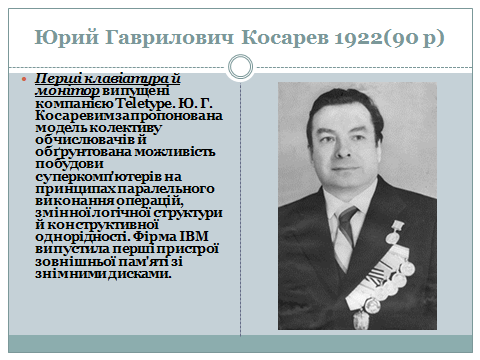 Юрий Гаврилович Косарев 1922(90 р)
Перші клавіатура й
монітор випущені
компанією Teletype. Ю. Г.
Косаревим запропонована
модель колективу
обчислювачів й
обґрунтована можливість
побудови
суперкомп'ютерів на
принципах паралельного
виконання операцій,
змінної логічної структури
й конструктивної
однорідності. Фірма IBM
випустила перші пристрої
зовнішньої пам'яті зі
знімними дисками.